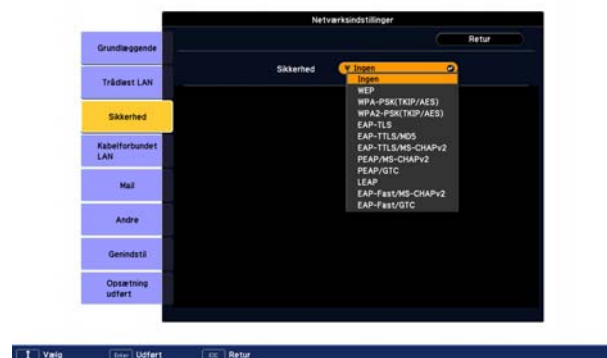 Netværksindstillinger
Retur
Grundlæggende
Trådløst LAN
Sikkerhed
Kabelforbundet
LAN
Mail
Andre
Genindstil
Opsætning
udført
Sikkerhed
Ingen
Ingen
WEP
WPA-PSK(TKIP/AES)
WPA2-PSK(TKIP/AES)
EAP-TLS
EAP-TTLS/MD5
EAP-TTLS/MS-CHAPv2
PEAP/MS-CHAPv2
PEAP/GTC
LEAP
EAP-Fast/MS-CHAPv2
EAP-Fast/GTC
Vælg Enter Udført ESC Retur